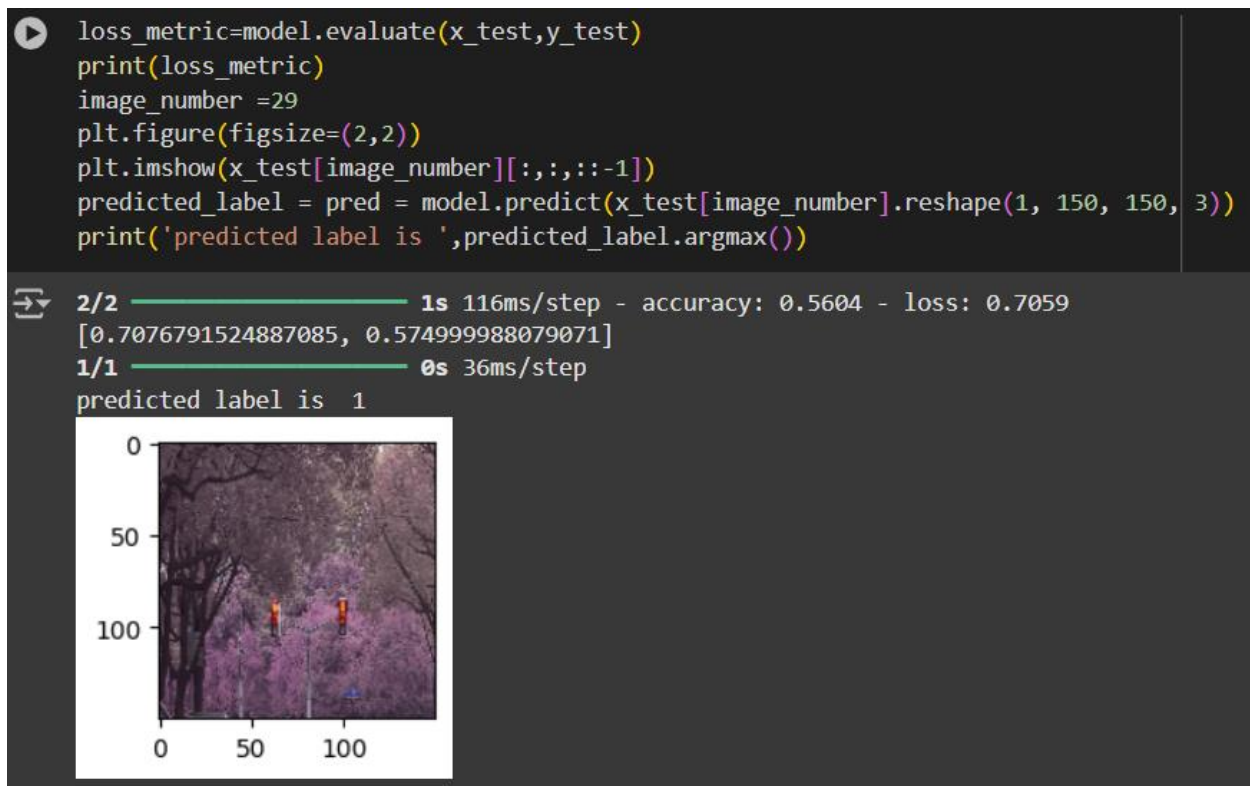 loss_metric=model.evaluate(x_test,y_test)
print(loss_metric)
image_number =29
plt.figure(figsize=(2,2))
plt.imshow(x_test[image_number][:,:,::-1])
predicted_label = pred = model.predict(x_test[image_number].reshape(1, 150, 150, 3))
print('predicted label is ',predicted_label.argmax())
2/2 1s 116ms/step - accuracy: 0.5604 - loss: 0.7059
[0.7076791524887085, 0.574999988079071]
1/1 0s 36ms/step
predicted label is  1
0
50
100
0 50 100